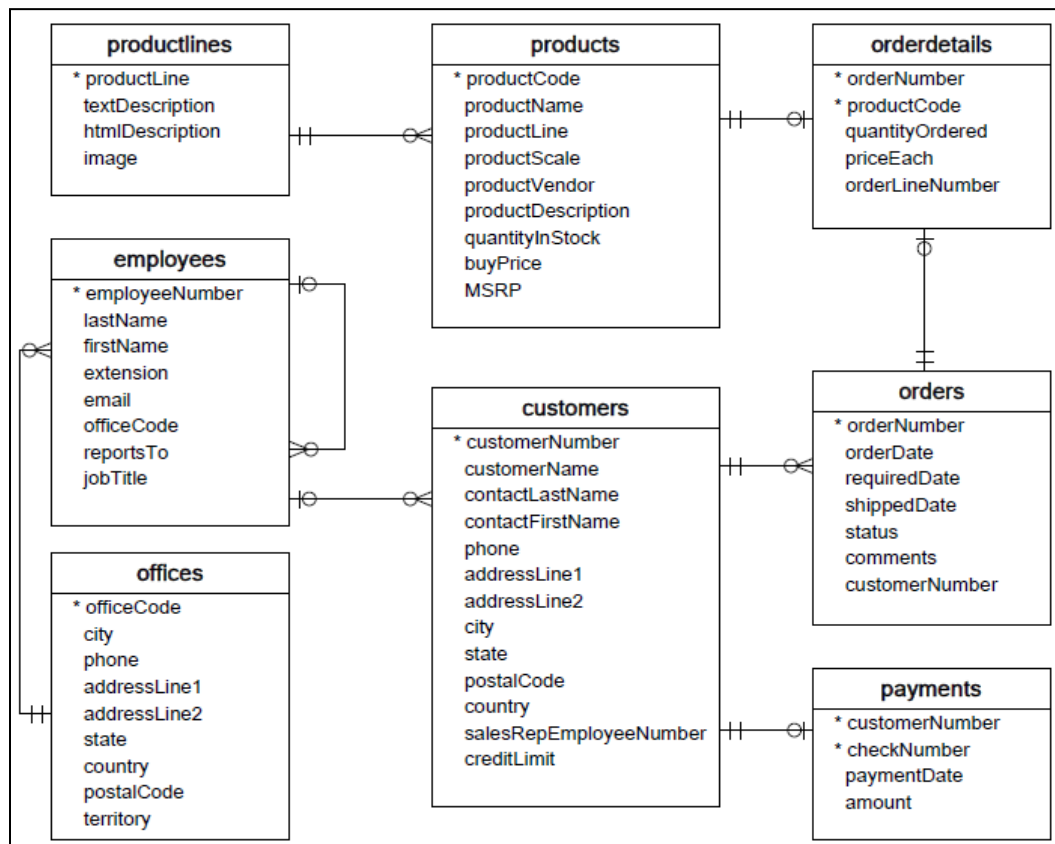 productlines
* productLine
textDescription
htmlDescription
image
products
* productCode
productName
productLine
productScale
productVendor
productDescription
quantityInStock
buyPrice
MSRP
orderdetails
* orderNumber
* productCode
quantityOrdered
priceEach
orderLineNumber
employees
* employeeNumber
lastName
firstName
extension
email
officeCode
reportsTo
jobTitle
customers
* customerNumber
customerName
contactLastName
contactFirstName
phone
addressLine1
addressLine2
city
state
postalCode
country
salesRepEmployeeNumber
creditLimit
orders
* orderNumber
orderDate
requiredDate
shippedDate
status
comments
customerNumber
offices
* officeCode
city
phone
addressLine1
addressLine2
state
country
postalCode
territory
payments
* customerNumber
* checkNumber
paymentDate
amount